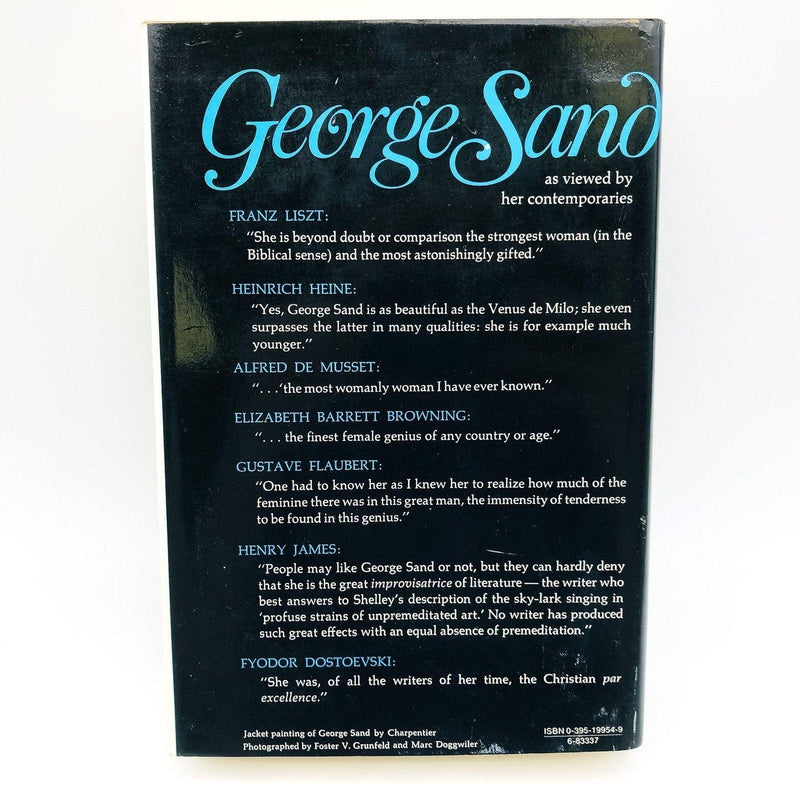 George Sand
as viewed by
her contemporaries
FRANZ LISZT:
"She is beyond doubt or comparison the strongest woman (in the
Biblical sense) and the most astonishingly gifted."
HEINRICH HEINE:
"Yes, George Sand is as beautiful as the Venus de Milo; she even
surpasses the latter in many qualities: she is for example much
younger."
ALFRED DE MUSSET:
". . .'the most womanly woman I have ever known."
ELIZABETH BARRETT BROWNING:
". . . the finest female genius of any country or age."
GUSTAVE FLAUBERT:
"One had to know her as I knew her to realize how much of the
feminine there was in this great man, the immensity of tenderness
to be found in this genius."
HENRY JAMES:
"People may like George Sand or not, but they can hardly deny
that she is the great improvisatrice of literature — the writer who
best answers to Shelley's description of the sky-lark singing in
'profuse strains of unpremeditated art.' No writer has produced
such great effects with an equal absence of premeditation."
FYODOR DOSTOEVSKI:
"She was, of all the writers of her time, the Christian par
excellence."
Jacket painting of George Sand by Charpentier
Photographed by Foster V. Grunfeld and Marc Doggwiler
ISBN 0-395-19954-9
6-83337